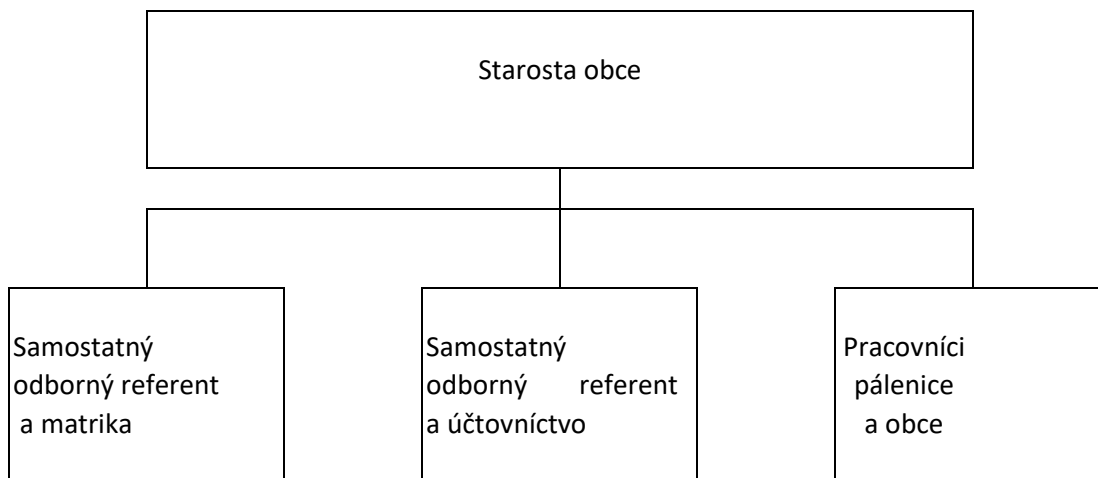 Starosta obce
Samostatný
odborný referent
a matrika
Samostatný
odborný referent
a účtovníctvo
Pracovníci
pálenice
a obce